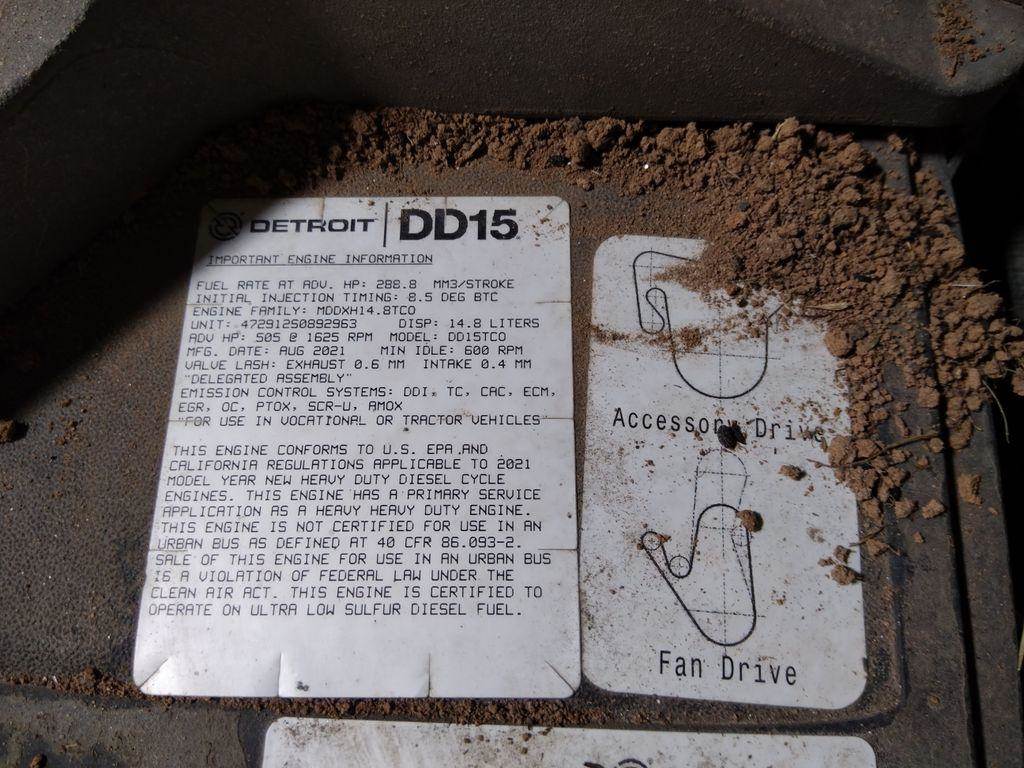 DETROIT DD15
IMPORTANT ENGINE INFORMATION
FUEL RATE AT ADV. HP: 288.8 MM3/STROKE
INITIAL INJECTION TIMING: 8.5 DEG BTC
ENGINE FAMILY: MDDXH14.8TCO
UNIT: 47291250892963 DISP: 14.8 LITERS
ADV HP: 505 @ 1625 RPM MODEL: DD15TCO
MFG. DATE: AUG 2021 MIN IDLE: 600 RPM
VALVE LASH: EXHAUST 0.6 MM INTAKE 0.4 MM
"DELEGATED ASSEMBLY"
EMISSION CONTROL SYSTEMS: DDI, TC, CAC, ECM,
EGR, OC, PTOX, SCR-U, AMOX
"FOR USE IN VOCATIONAL OR TRACTOR VEHICLES"
THIS ENGINE CONFORMS TO U.S. EPA AND
CALIFORNIA REGULATIONS APPLICABLE TO 2021
MODEL YEAR NEW HEAVY DUTY DIESEL CYCLE
ENGINES. THIS ENGINE HAS A PRIMARY SERVICE
APPLICATION AS A HEAVY HEAVY DUTY ENGINE.
THIS ENGINE IS NOT CERTIFIED FOR USE IN AN
URBAN BUS AS DEFINED AT 40 CFR 86.093-2.
SALE OF THIS ENGINE FOR USE IN AN URBAN BUS
IS A VIOLATION OF FEDERAL LAW UNDER THE
CLEAN AIR ACT. THIS ENGINE IS CERTIFIED TO
OPERATE ON ULTRA LOW SULFUR DIESEL FUEL.
Accessory Drive
Fan Drive